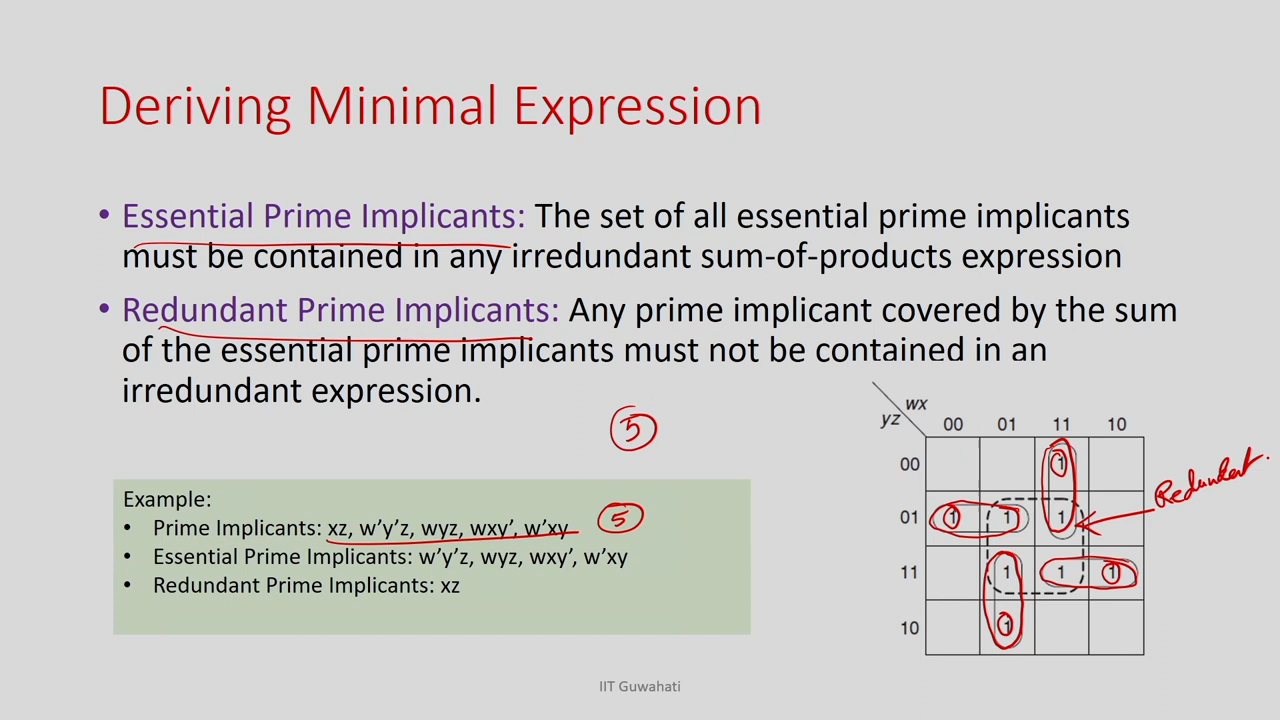 Deriving Minimal Expression
• Essential Prime Implicants: The set of all essential prime implicants
must be contained in any irredundant sum-of-products expression
• Redundant Prime Implicants: Any prime implicant covered by the sum
of the essential prime implicants must not be contained in an
irredundant expression.
5
Example:
• Prime Implicants: xz, w’y’z, wyz, wxy’, w’xy 5
• Essential Prime Implicants: w’y’z, wyz, wxy’, w’xy
• Redundant Prime Implicants: xz
wx
yz 00 01 11 10
00 1
01 1 1 1
11 1 1 1
10 1
Redundant.
IIT Guwahati